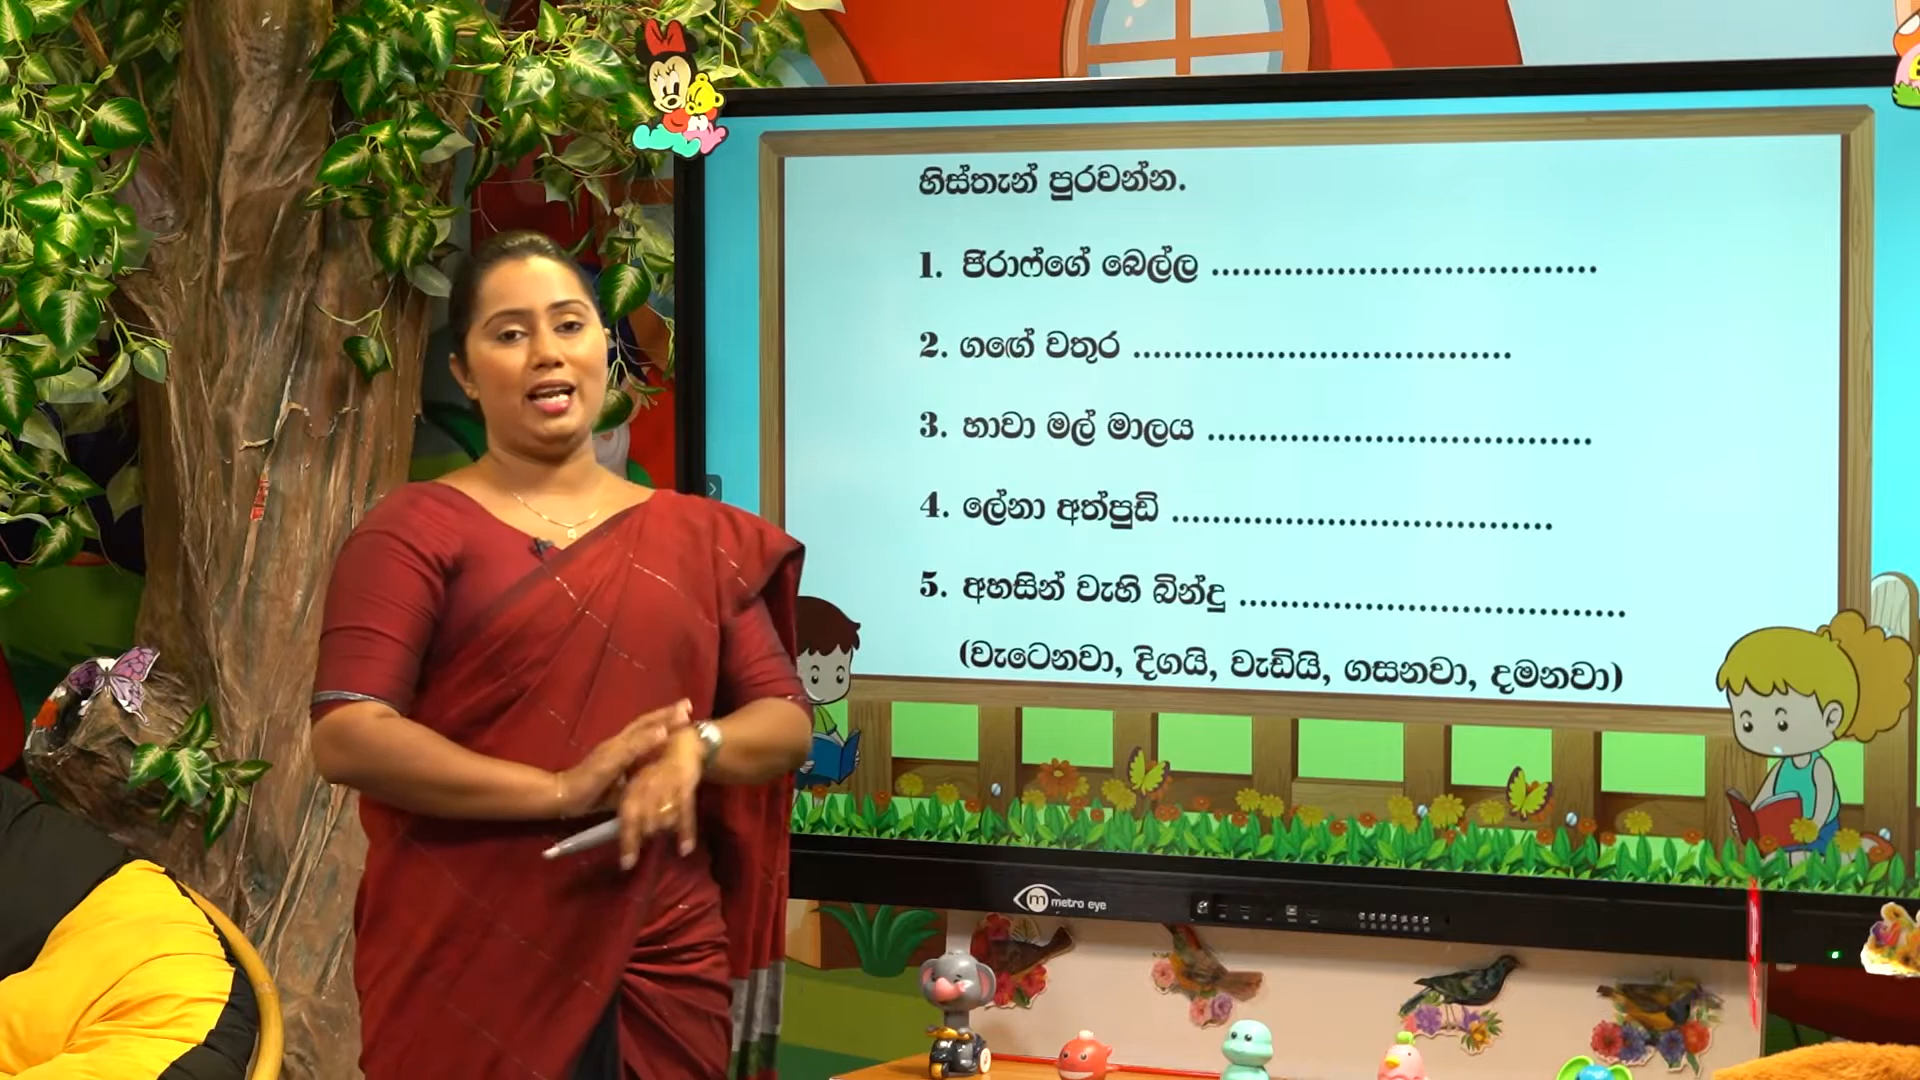 හිස්තැන් පුරවන්න.
1. ජිරාෆ්ගේ බෙල්ල ......................................
2. ගඟේ වතුර .....................................
3. හාවා මල් මාලය ......................................
4. ලේනා අත්පුඩි .....................................
5. අහසින් වැහි බින්දු ......................................
(වැටෙනවා, දිගයි, වැඩියි, ගසනවා, දමනවා)
m metro eye